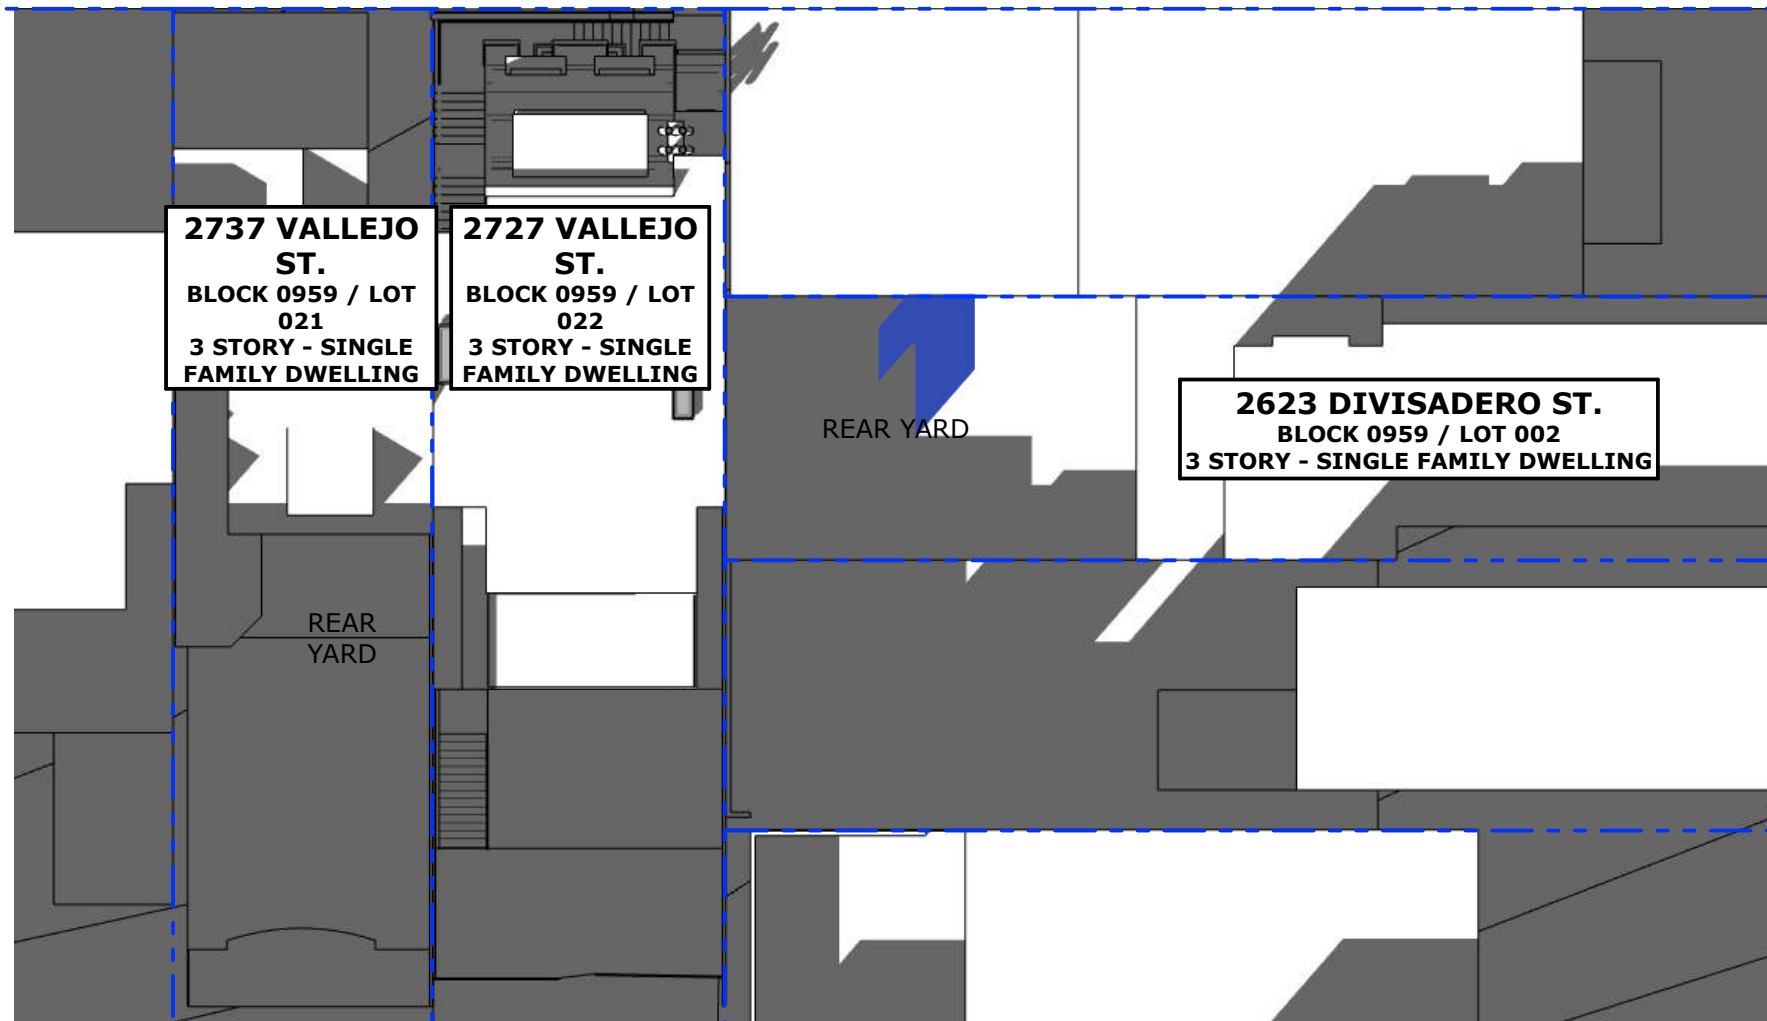 2737 VALLEJO
ST.
BLOCK 0959 / LOT
021
3 STORY - SINGLE
FAMILY DWELLING
2727 VALLEJO
ST.
BLOCK 0959 / LOT
022
3 STORY - SINGLE
FAMILY DWELLING
2623 DIVISADERO ST.
BLOCK 0959 / LOT 002
3 STORY - SINGLE FAMILY DWELLING
REAR YARD
REAR
YARD